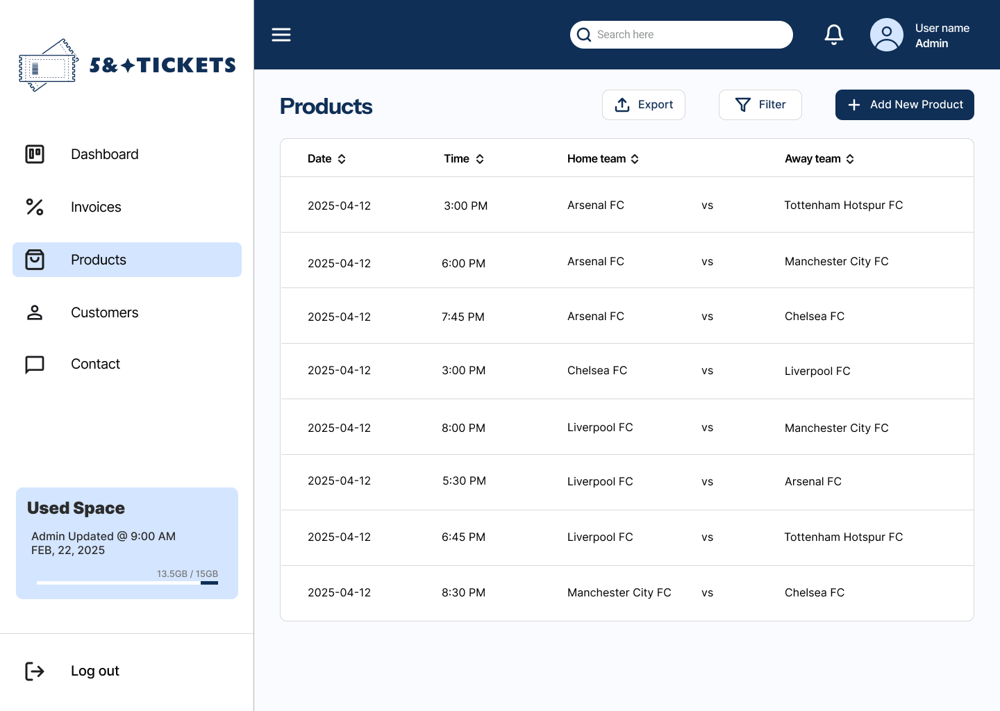 5&✦TICKETS
Dashboard
Invoices
Products
Customers
Contact
Used Space
Admin Updated @ 9:00 AM
FEB, 22, 2025
13.5GB / 15GB
Log out
Search here
User name
Admin
Products
Export
Filter
Add New Product
Date Time Home team Away team
2025-04-12 3:00 PM Arsenal FC vs Tottenham Hotspur FC
2025-04-12 6:00 PM Arsenal FC vs Manchester City FC
2025-04-12 7:45 PM Arsenal FC vs Chelsea FC
2025-04-12 3:00 PM Chelsea FC vs Liverpool FC
2025-04-12 8:00 PM Liverpool FC vs Manchester City FC
2025-04-12 5:30 PM Liverpool FC vs Arsenal FC
2025-04-12 6:45 PM Liverpool FC vs Tottenham Hotspur FC
2025-04-12 8:30 PM Manchester City FC vs Chelsea FC